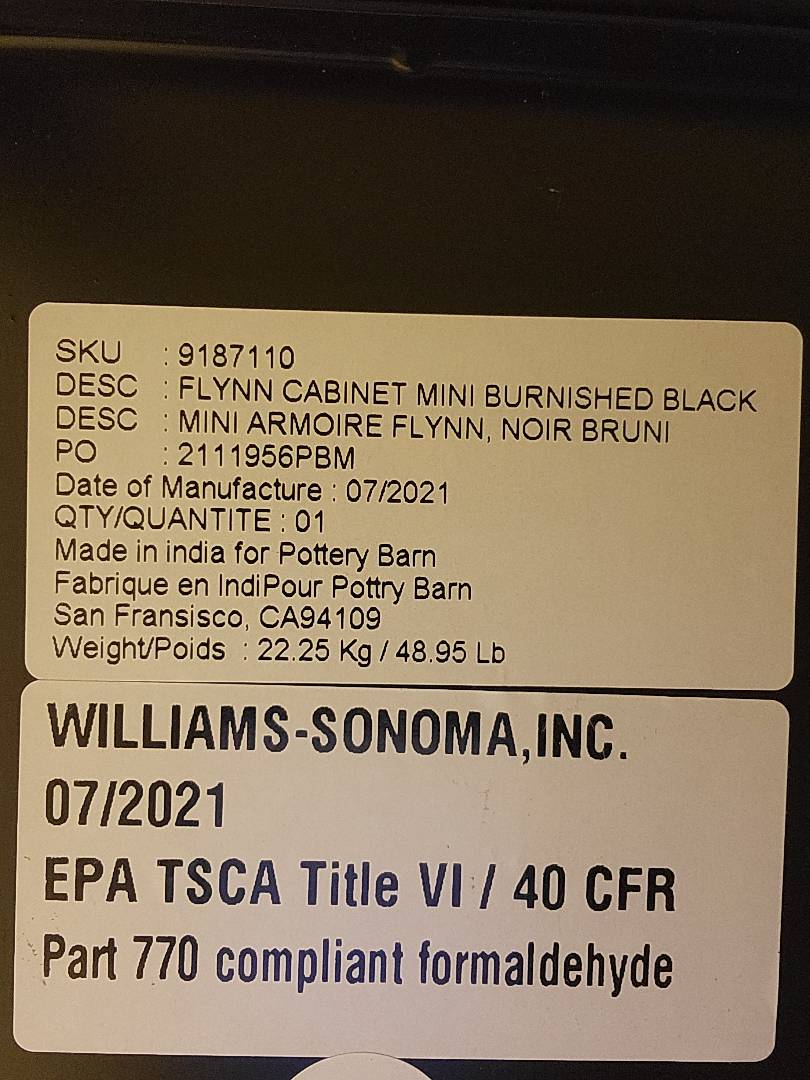 SKU : 9187110
DESC : FLYNN CABINET MINI BURNISHED BLACK
DESC : MINI ARMOIRE FLYNN, NOIR BRUNI
PO : 2111956PBM
Date of Manufacture : 07/2021
QTY/QUANTITE : 01
Made in india for Pottery Barn
Fabrique en IndiPour Pottry Barn
San Fransisco, CA94109
Weight/Poids : 22.25 Kg / 48.95 Lb
WILLIAMS-SONOMA,INC.
07/2021
EPA TSCA Title VI / 40 CFR
Part 770 compliant formaldehyde